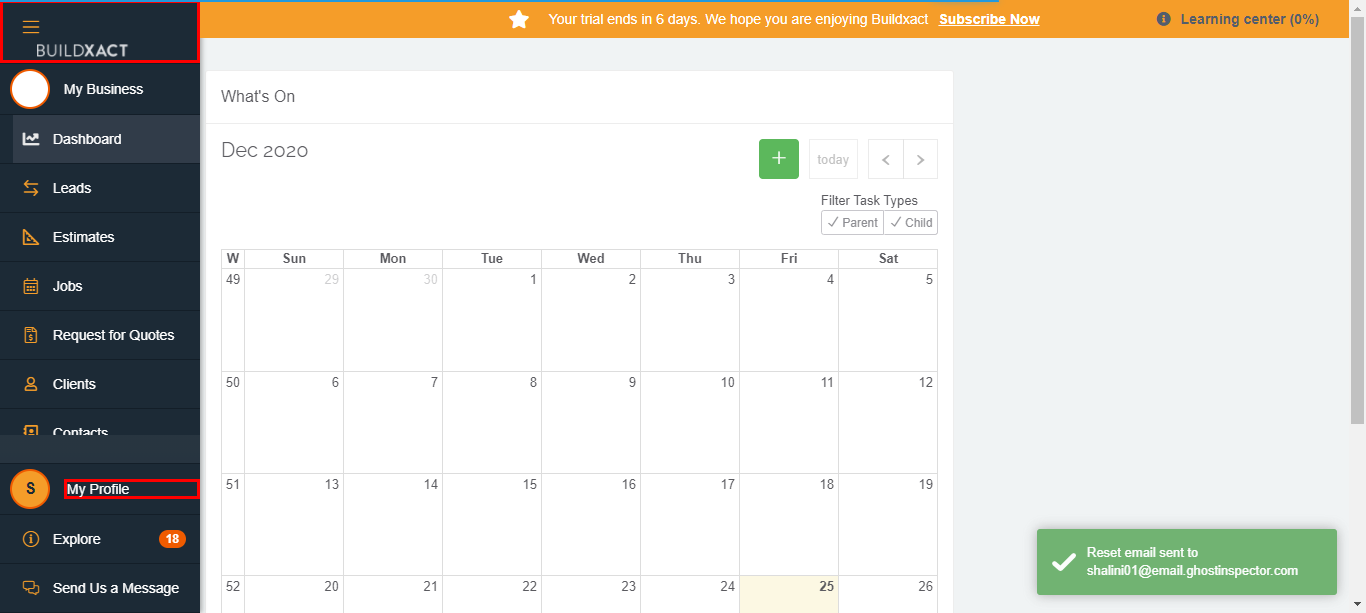 BUILDXACT
Your trial ends in 6 days. We hope you are enjoying Buildxact Subscribe Now
Learning center (0%)
My Business
Dashboard
Leads
Estimates
Jobs
Request for Quotes
Clients
Contacts
S My Profile
Explore 18
Send Us a Message
What's On
Dec 2020
+ today < >
Filter Task Types
Parent Child
W Sun Mon Tue Wed Thu Fri Sat
49 29 30 1 2 3 4 5
50 6 7 8 9 10 11 12
51 13 14 15 16 17 18 19
52 20 21 22 23 24 25 26
Reset email sent to
shalini01@email.ghostinspector.com